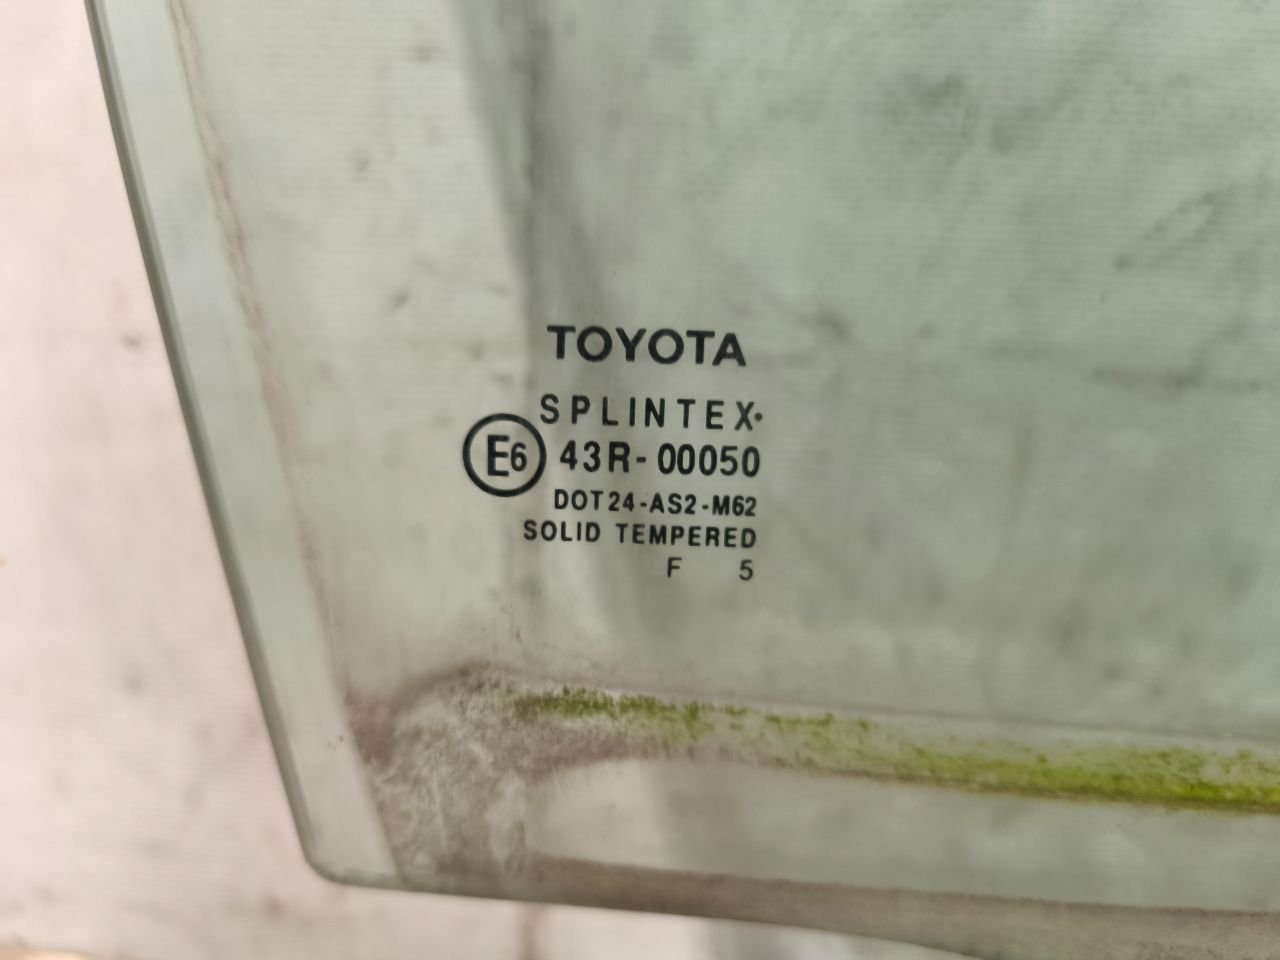 TOYOTA
SPLINTEX
E6 43R-00050
DOT24-AS2-M62
SOLID TEMPERED
F 5